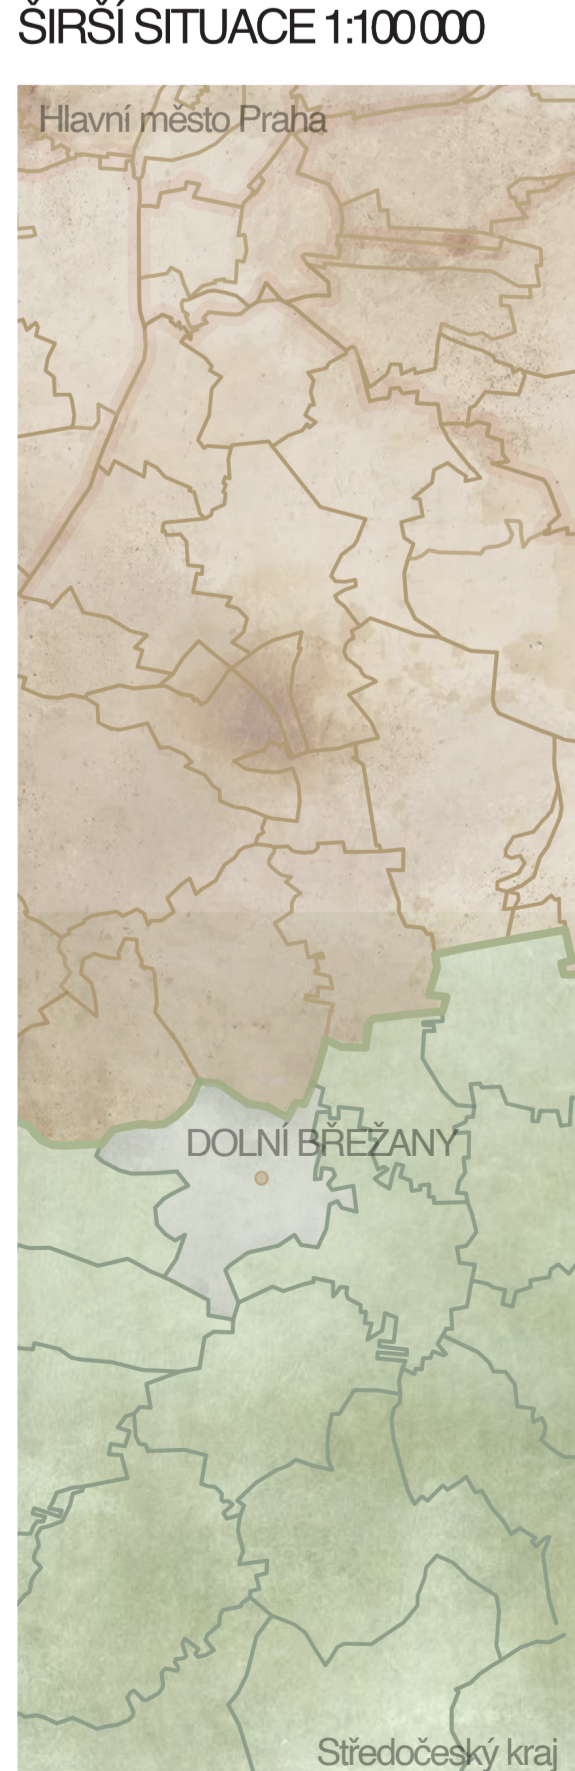 ŠIRŠÍ SITUACE 1:100 000
Hlavní město Praha
DOLNÍ BŘEŽANY
Středočeský kraj